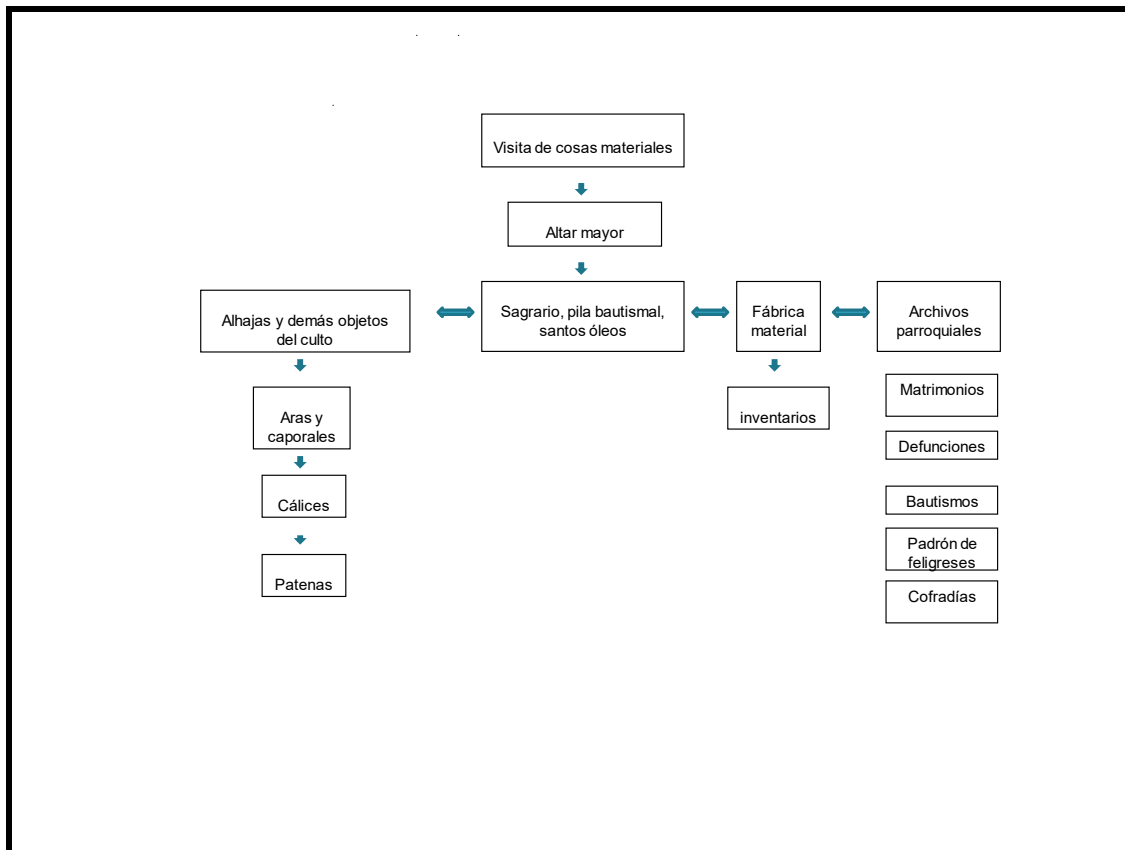 Visita de cosas materiales
Altar mayor
Alhajas y demás objetos
del culto
Sagrario, pila bautismal,
santos óleos
Fábrica
material
Archivos
parroquiales
Aras y
caporales
Cálices
Patenas
inventarios
Matrimonios
Defunciones
Bautismos
Padrón de
feligreses
Cofradías